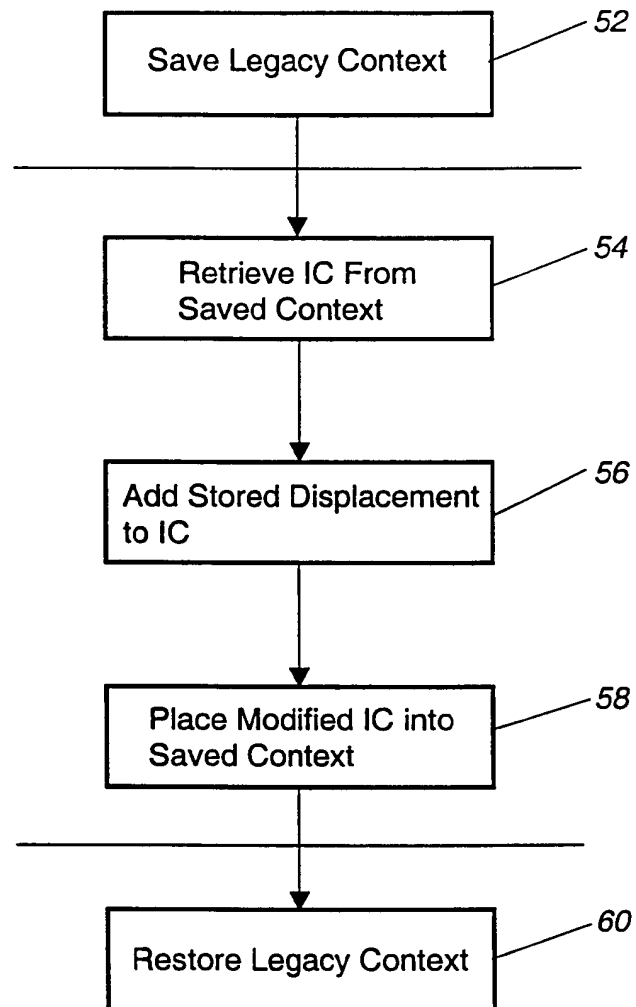 Save Legacy Context
52
Retrieve IC From
Saved Context
54
Add Stored Displacement
to IC
56
Place Modified IC into
Saved Context
58
Restore Legacy Context
60